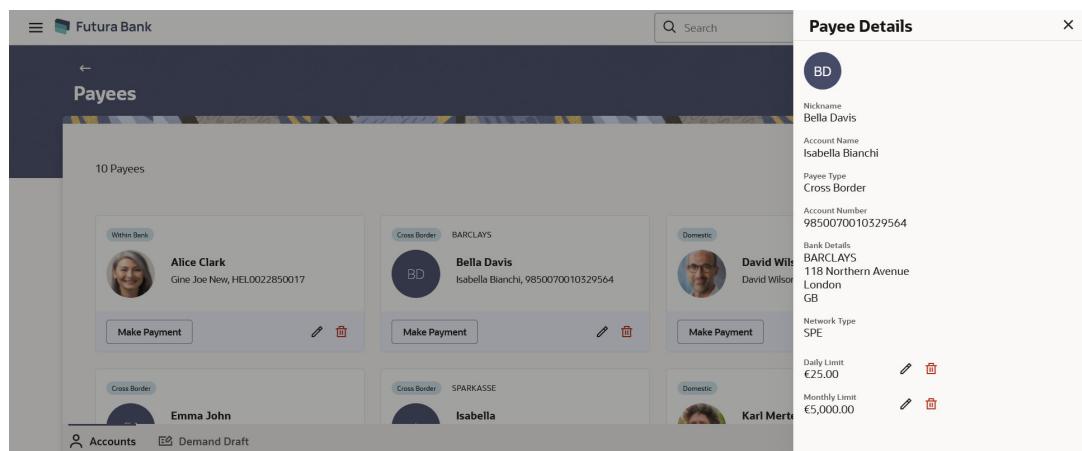 Futura Bank
Search
Payees
10 Payees
Within Bank
Alice Clark
Gine Joe New, HEL0022850017
Make Payment
Cross Border BARCLAYS
BD
Bella Davis
Isabella Bianchi, 9850070010329564
Make Payment
Domestic
David Wils
David Wilson
Make Payment
Cross Border
Emma John
Cross Border SPARKASSE
Isabella
Domestic
Karl Merte
Accounts
Demand Draft
Payee Details
BD
Nickname
Bella Davis
Account Name
Isabella Bianchi
Payee Type
Cross Border
Account Number
9850070010329564
Bank Details
BARCLAYS
118 Northern Avenue
London
GB
Network Type
SPE
Daily Limit
€25.00
Monthly Limit
€5,000.00